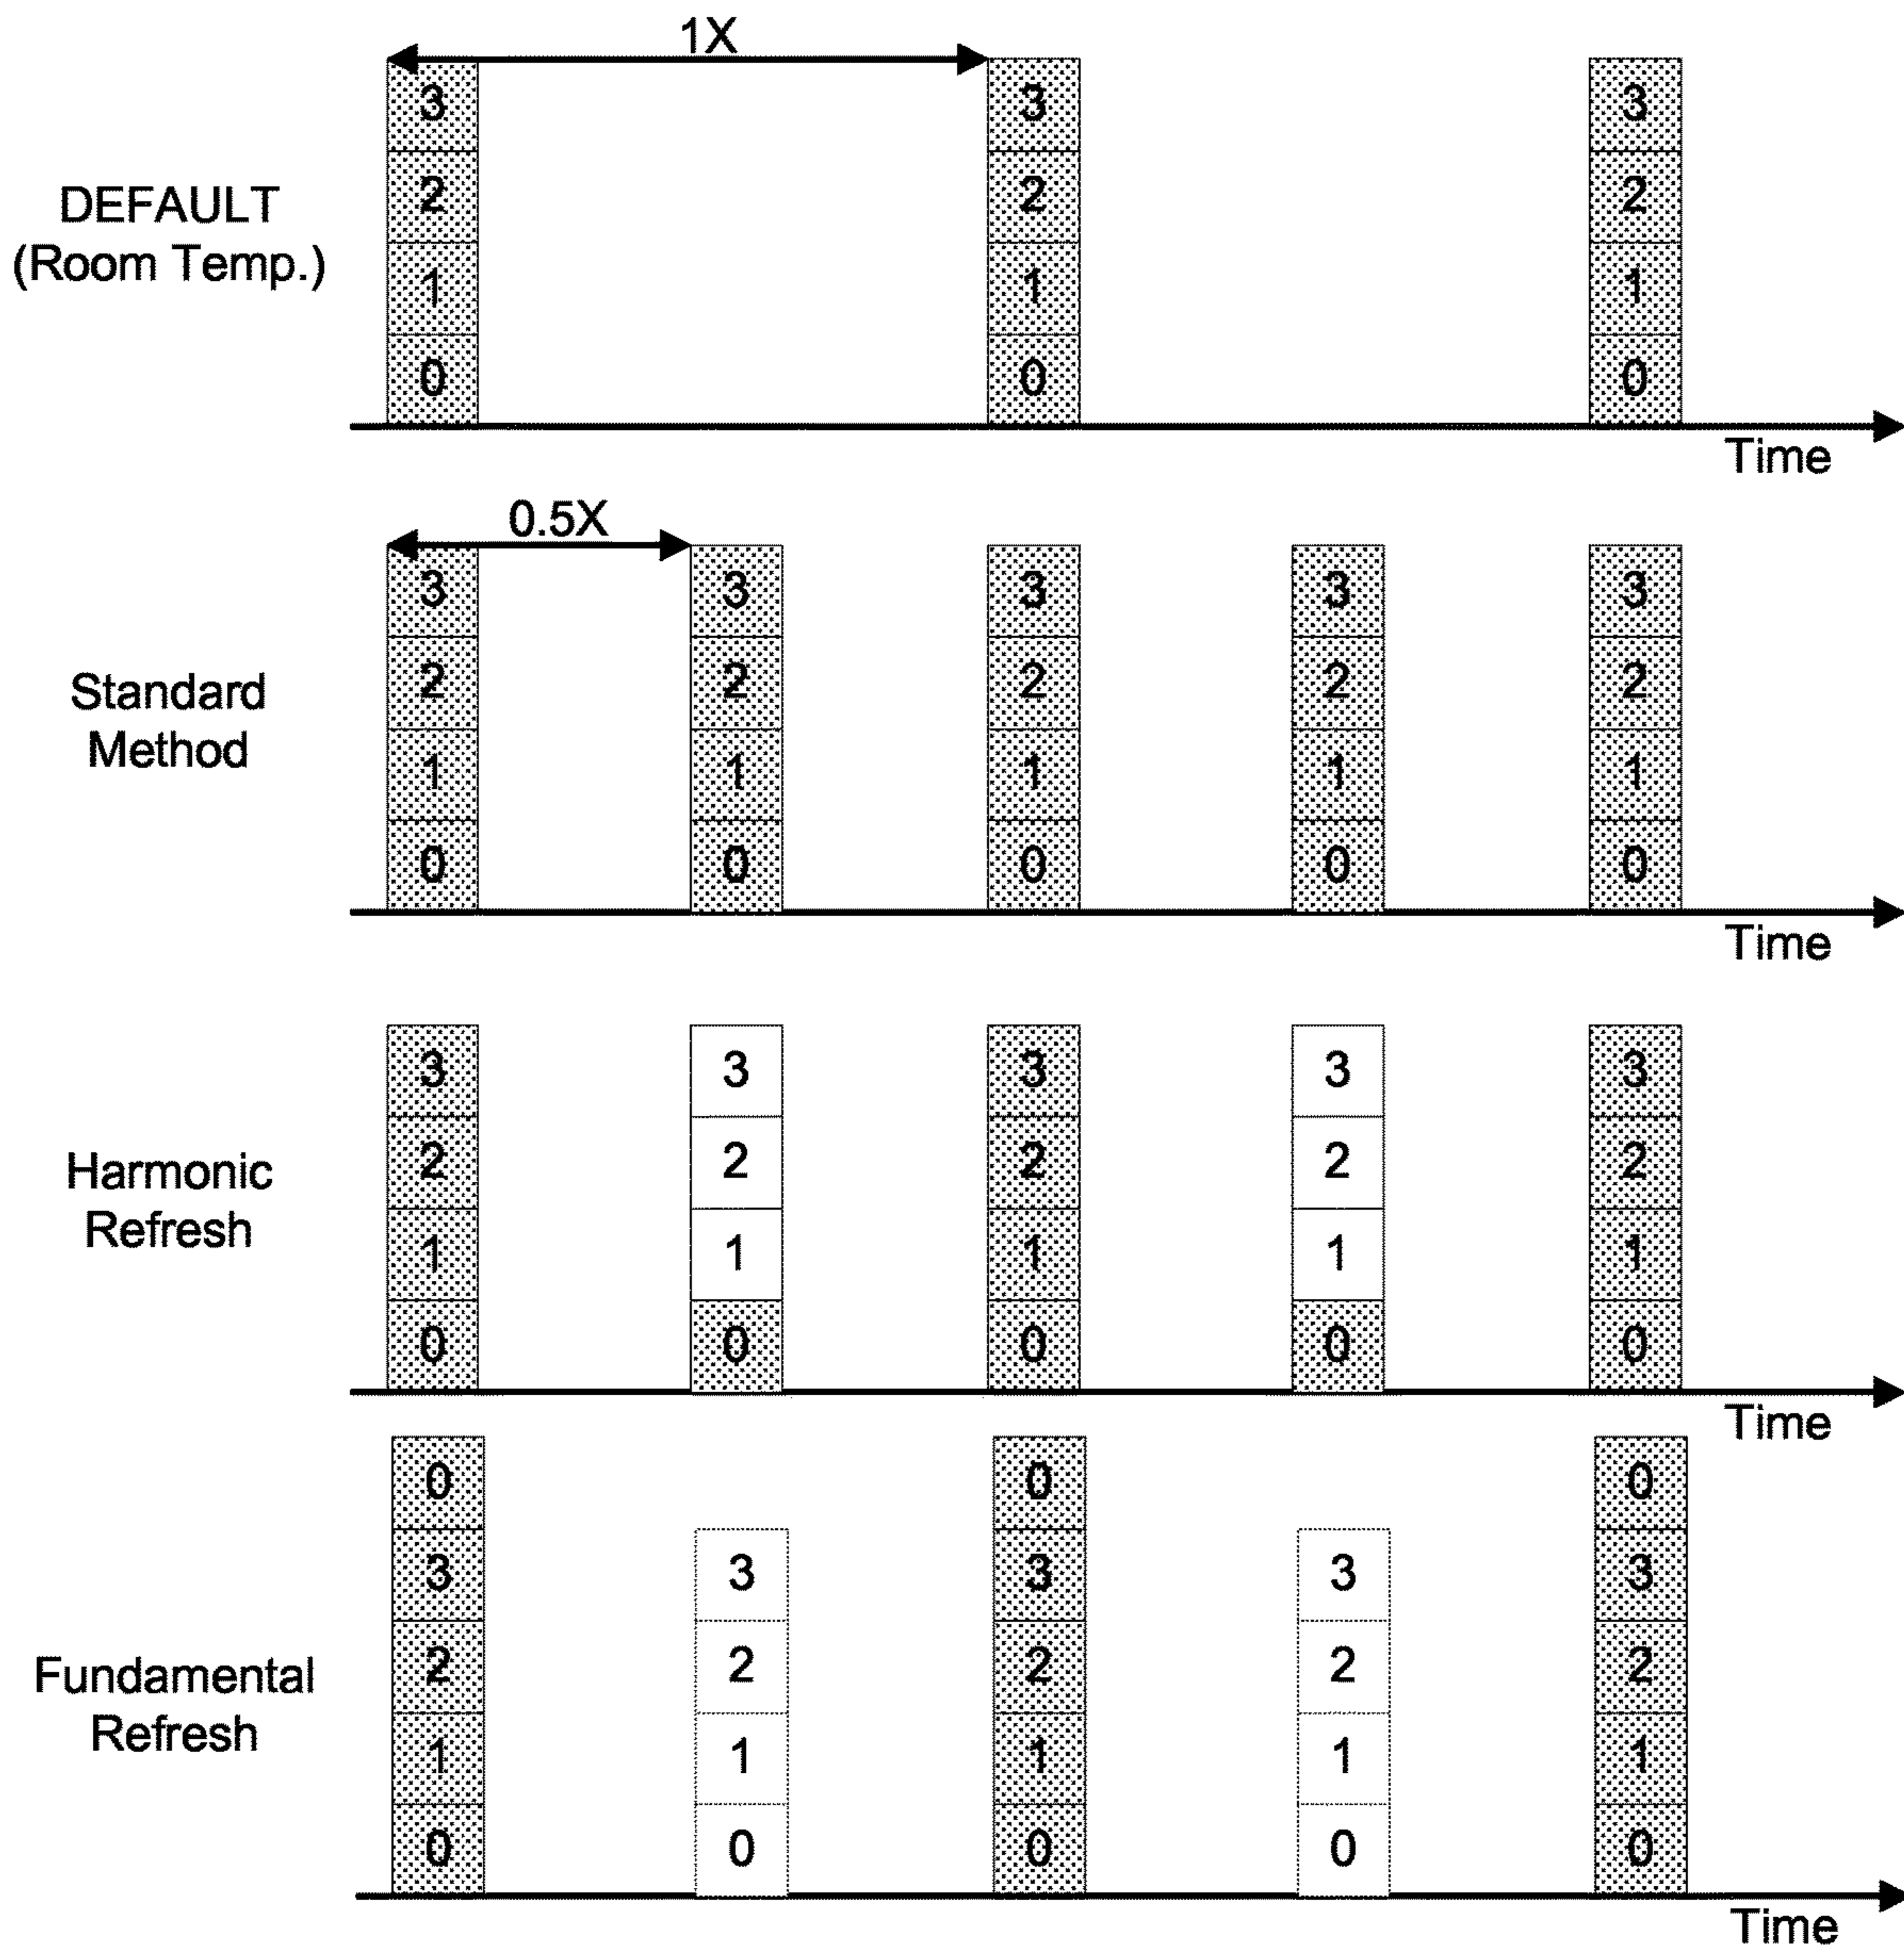 1X
3 3 3
2 2 2
DEFAULT
(Room Temp.)
1 1 1
0 0 0
Time
0.5X
3 3 3 3 3
2 2 2 2 2
Standard
Method
1 1 1 1 1
0 0 0 0 0
Time
3 3 3 3 3
2 2 2 2 2
Harmonic
Refresh
1 1 1 1 1
0 0 0 0 0
Time
0 0 0
3 3 3 3 3
2 2 2 2 2
Fundamental
Refresh
1 1 1 1 1
0 0 0 0 0
Time